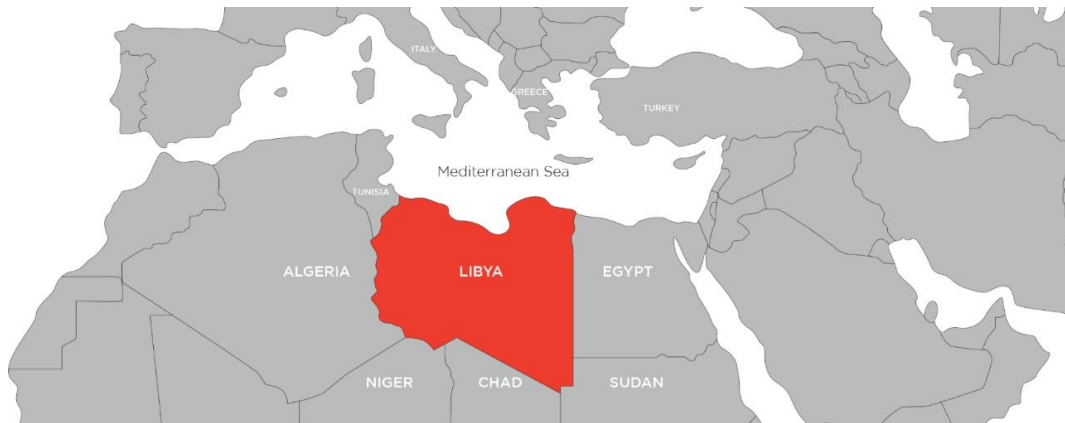 ITALY
GREECE
TURKEY
Mediterranean Sea
TUNISIA
ALGERIA
LIBYA
EGYPT
NIGER
CHAD
SUDAN